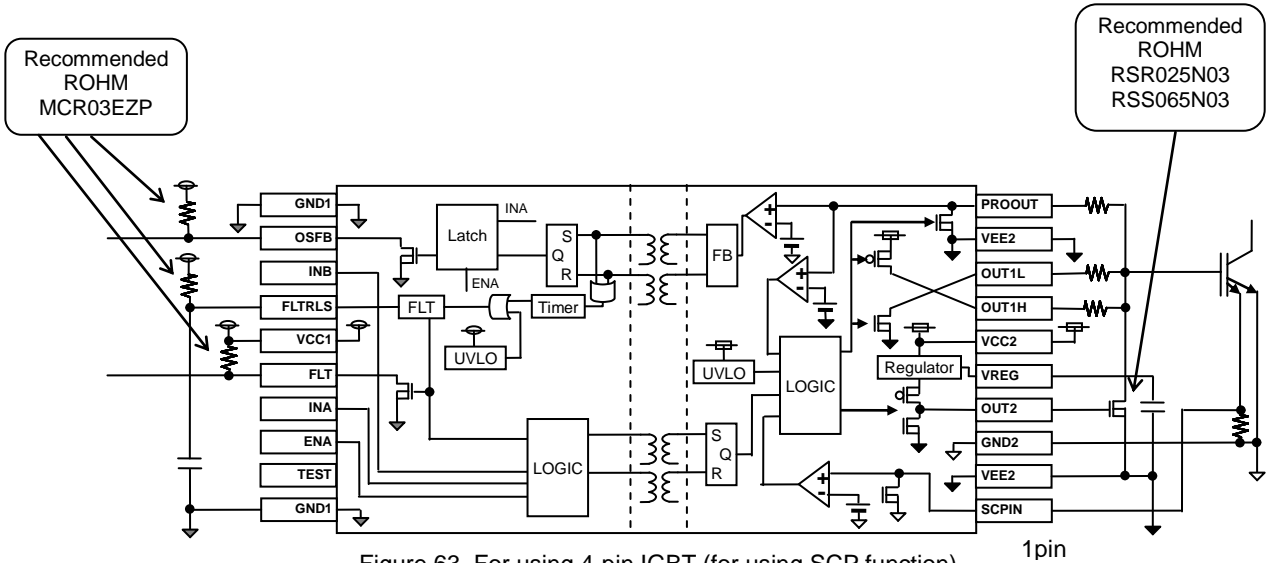 Recommended
ROHM
MCR03EZP
Recommended
ROHM
RSR025N03
RSS065N03
GND1
OSFB
INB
FLTRLS
VCC1
FLT
INA
ENA
TEST
GND1
INA
Latch
ENA
S
Q
R
FLT
Timer
UVLO
LOGIC
FB
+
-
+
-
UVLO
LOGIC
Regulator
S
Q
R
+
-
PROOUT
VEE2
OUT1L
OUT1H
VCC2
VREG
OUT2
GND2
VEE2
SCPIN
1pin
Figure 63. For using 4-pin IGBT (for using SCP function)